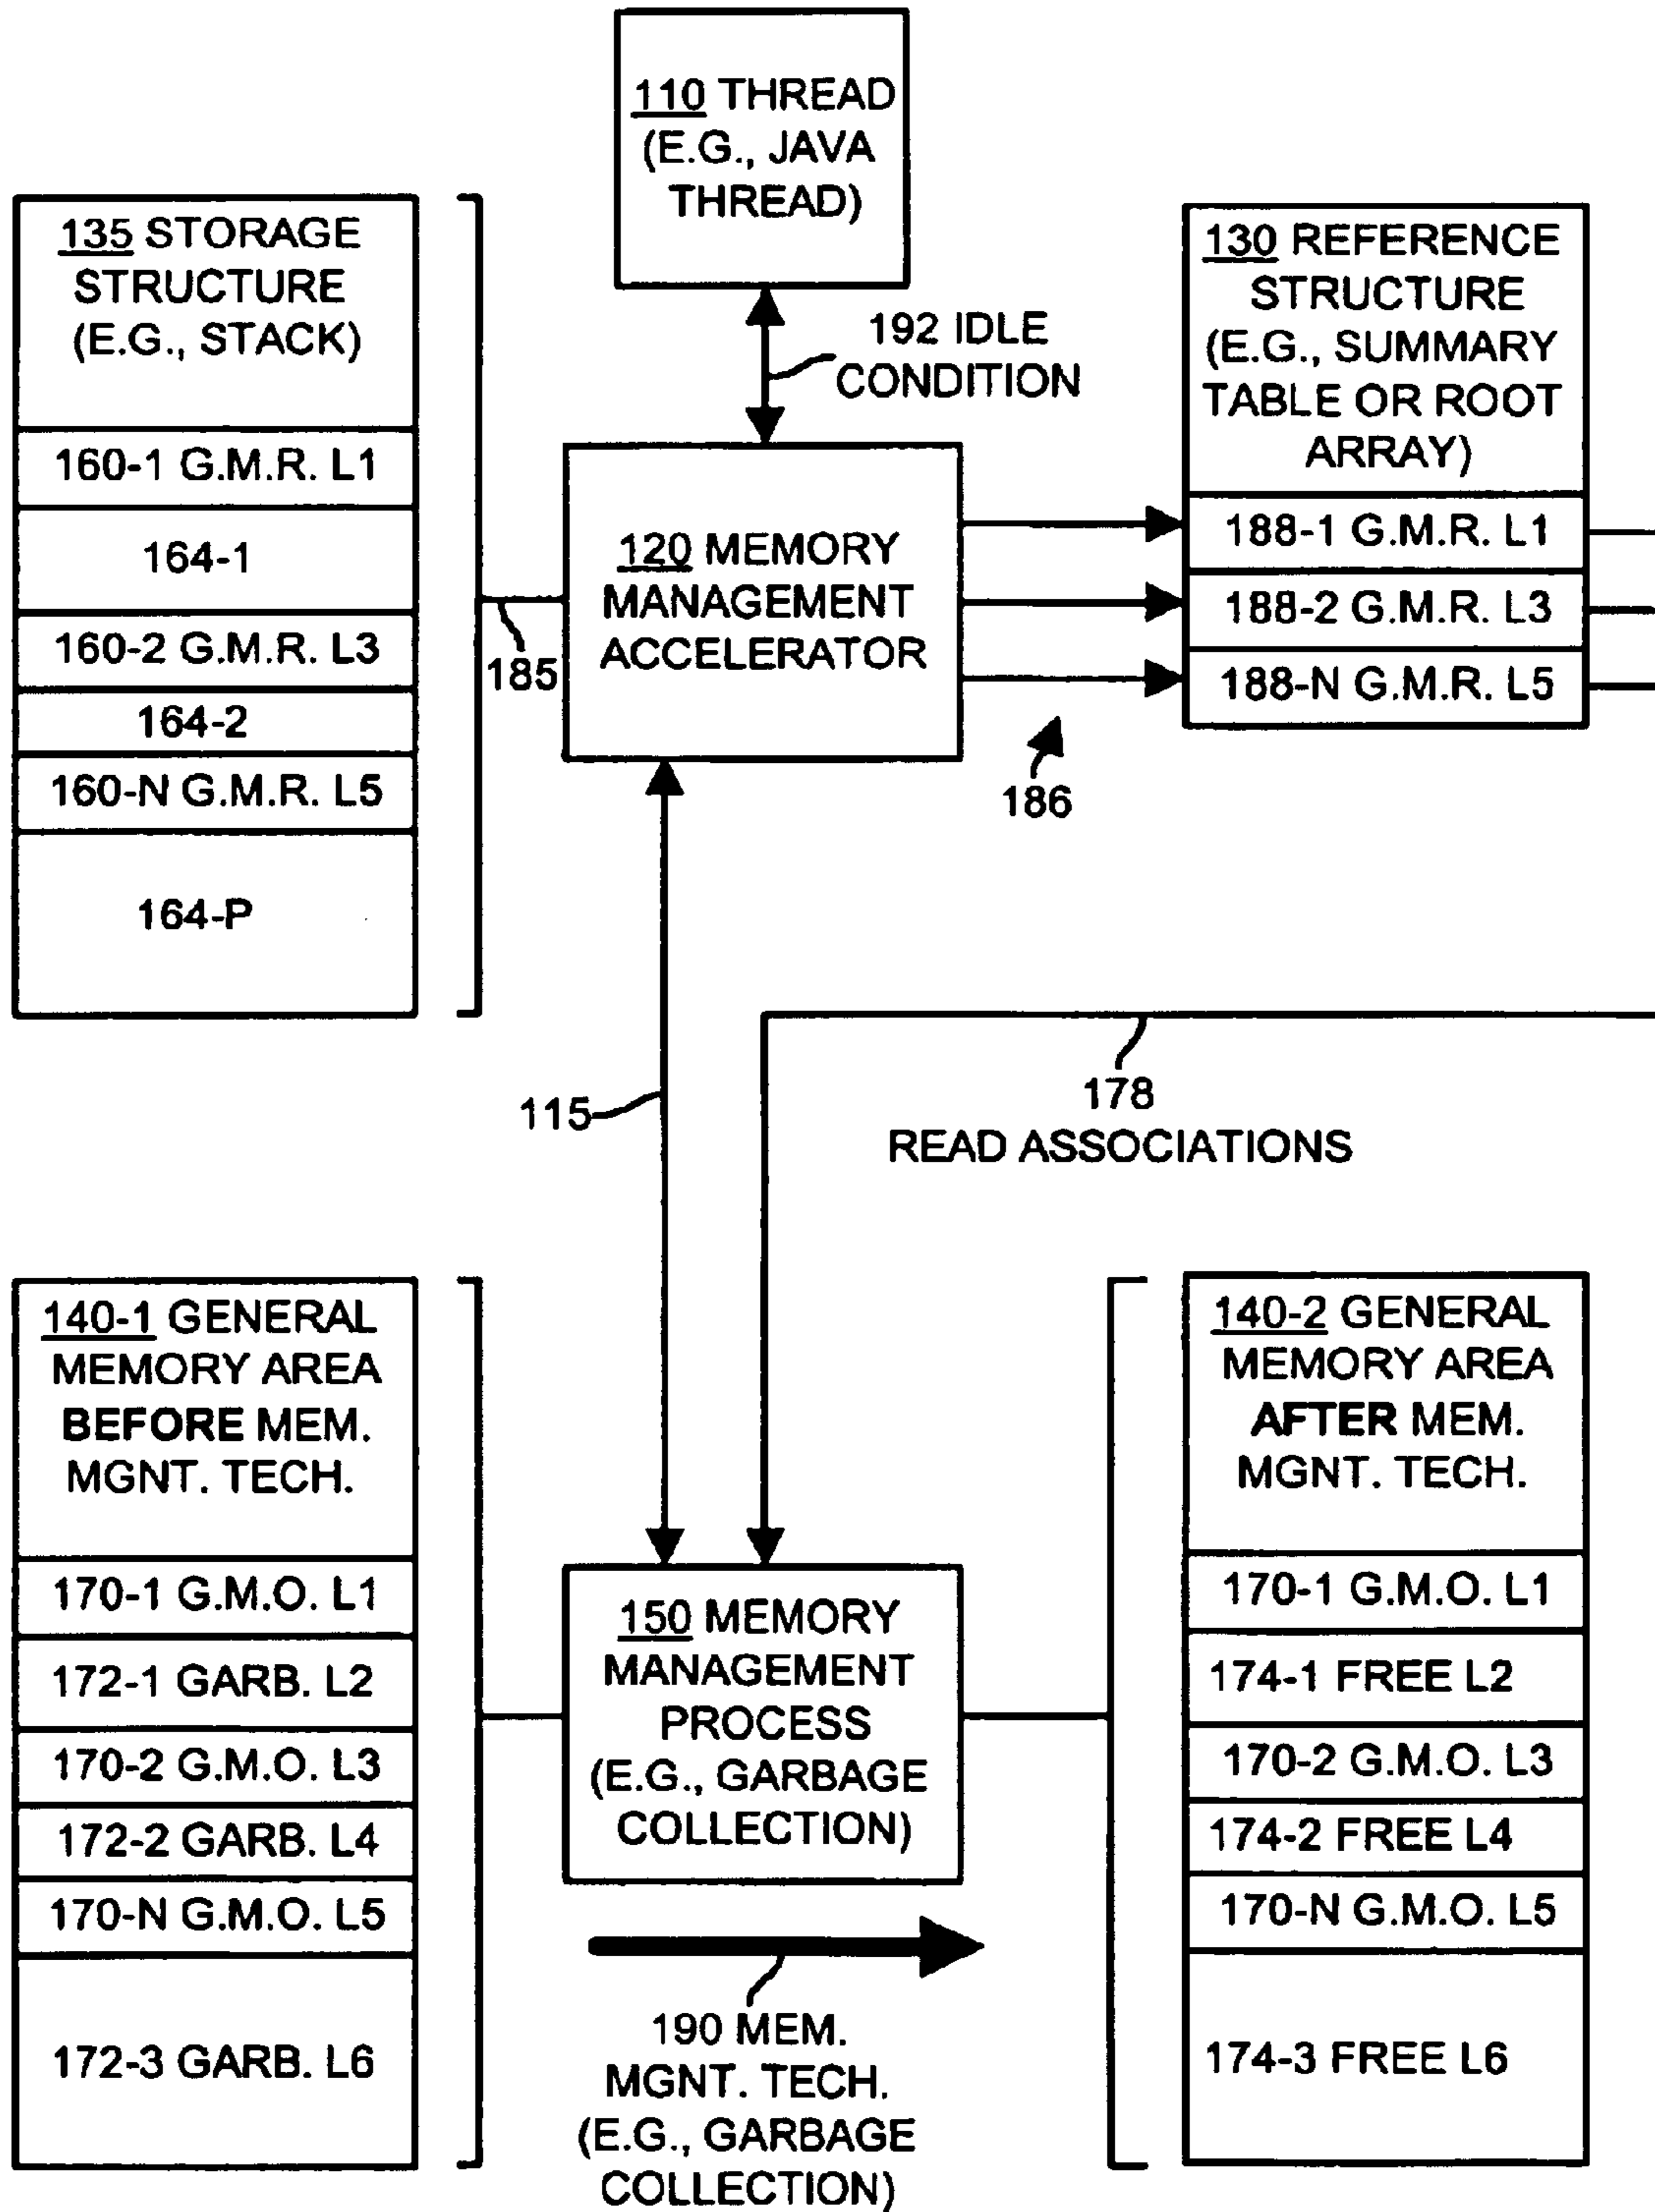 110 THREAD
(E.G., JAVA
THREAD)
135 STORAGE
STRUCTURE
(E.G., STACK)
160-1 G.M.R. L1
164-1
160-2 G.M.R. L3
164-2
160-N G.M.R. L5
164-P
192 IDLE
CONDITION
185
120 MEMORY
MANAGEMENT
ACCELERATOR
130 REFERENCE
STRUCTURE
(E.G., SUMMARY
TABLE OR ROOT
ARRAY)
188-1 G.M.R. L1
188-2 G.M.R. L3
188-N G.M.R. L5
186
115
178
READ ASSOCIATIONS
140-1 GENERAL
MEMORY AREA
BEFORE MEM.
MGNT. TECH.
170-1 G.M.O. L1
172-1 GARB. L2
170-2 G.M.O. L3
172-2 GARB. L4
170-N G.M.O. L5
172-3 GARB. L6
150 MEMORY
MANAGEMENT
PROCESS
(E.G., GARBAGE
COLLECTION)
190 MEM.
MGNT. TECH.
(E.G., GARBAGE
COLLECTION)
140-2 GENERAL
MEMORY AREA
AFTER MEM.
MGNT. TECH.
170-1 G.M.O. L1
174-1 FREE L2
170-2 G.M.O. L3
174-2 FREE L4
170-N G.M.O. L5
174-3 FREE L6